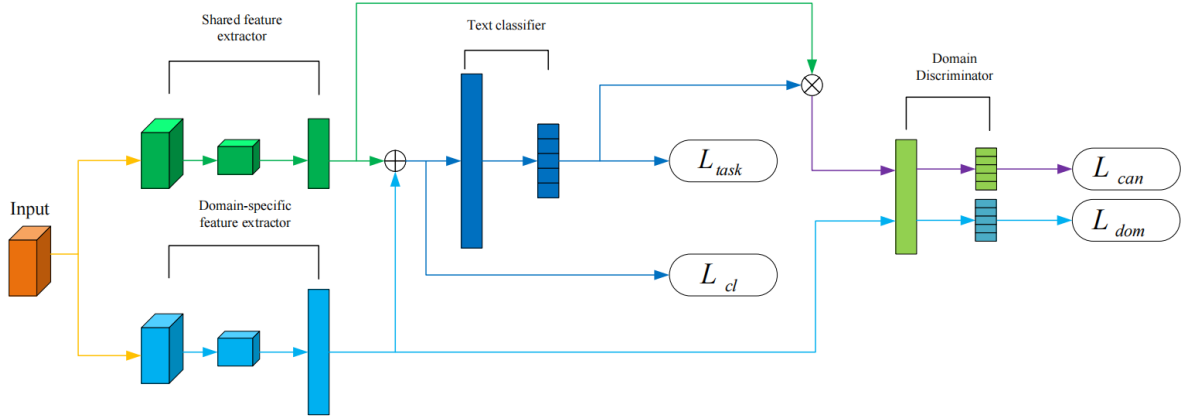 Shared feature
extractor
Text classifier
Domain
Discriminator
L task
L can
Input
Domain-specific
feature extractor
L dom
L cl